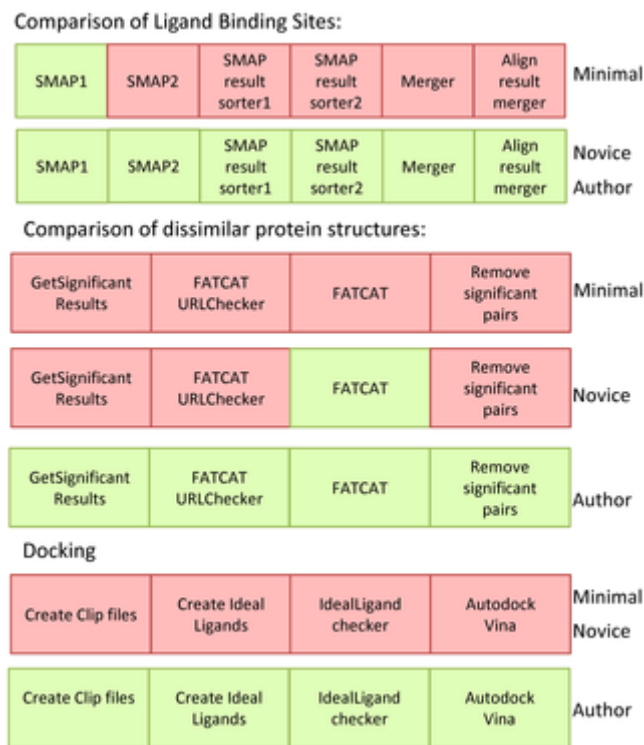 Comparison of Ligand Binding Sites:
SMAP1
SMAP2
SMAP
result
sorter1
SMAP
result
sorter2
Merger
Align
result
merger
Minimal
SMAP1
SMAP2
SMAP
result
sorter1
SMAP
result
sorter2
Merger
Align
result
merger
Novice
Author
Comparison of dissimilar protein structures:
GetSignificant
Results
FATCAT
URLChecker
FATCAT
Remove
significant
pairs
Minimal
GetSignificant
Results
FATCAT
URLChecker
FATCAT
Remove
significant
pairs
Novice
GetSignificant
Results
FATCAT
URLChecker
FATCAT
Remove
significant
pairs
Author
Docking
Create Clip files
Create Ideal
Ligands
IdealLigand
checker
Autodock
Vina
Minimal
Novice
Create Clip files
Create Ideal
Ligands
IdealLigand
checker
Autodock
Vina
Author